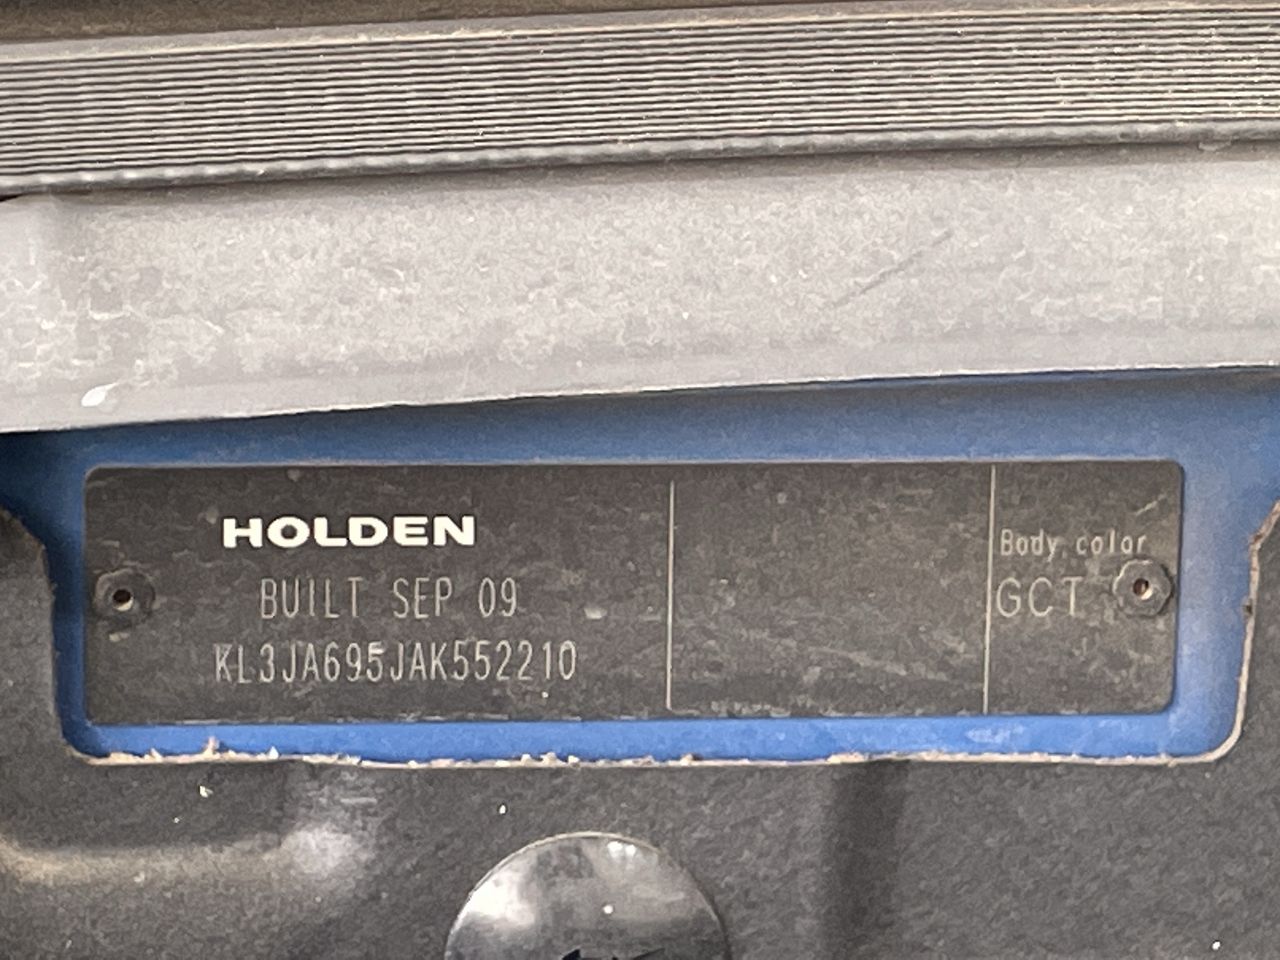 HOLDEN
BUILT SEP 09
KL3JA695JAK552210
Body, color
GCT